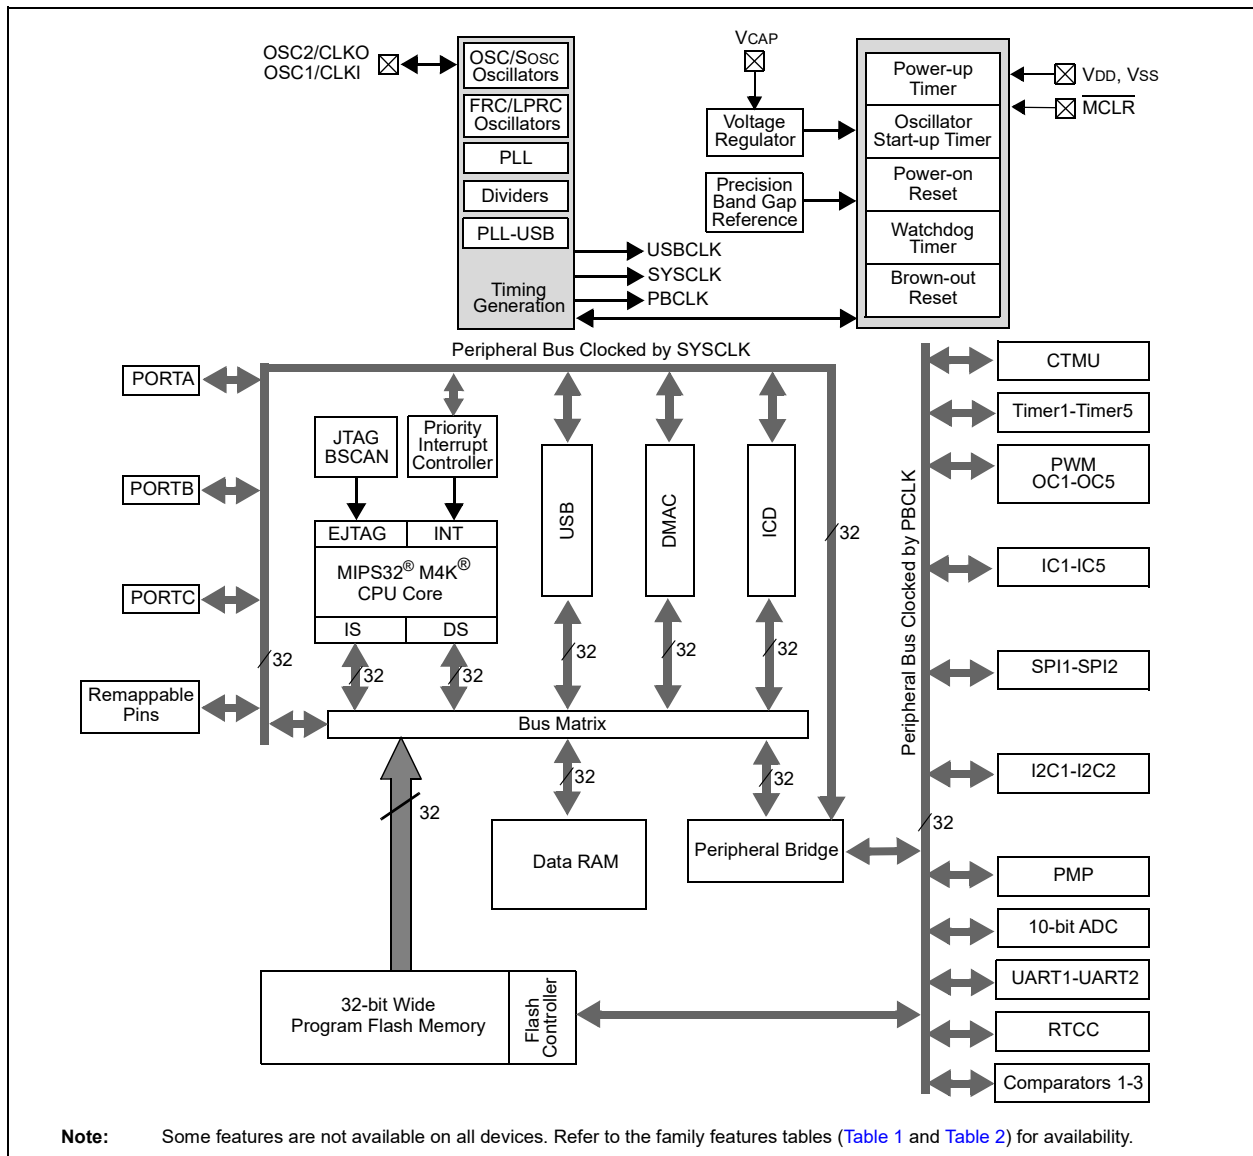 OSC2/CLKO
OSC1/CLKI
OSC/SOSC
Oscillators
FRC/LPRC
Oscillators
PLL
Dividers
PLL-USB
Timing
Generation
USBCLK
SYSCLK
PBCLK
VCAP
Voltage
Regulator
Precision
Band Gap
Reference
Power-up
Timer
Oscillator
Start-up Timer
Power-on
Reset
Watchdog
Timer
Brown-out
Reset
VDD, VSS
MCLR
Peripheral Bus Clocked by SYSCLK
PORTA
PORTB
PORTC
Remappable
Pins
32
JTAG
BSCAN
Priority
Interrupt
Controller
EJTAG
INT
MIPS32® M4K®
CPU Core
IS
DS
32
32
USB
DMAC
ICD
32
32
32
32
Bus Matrix
32
32
32
Data RAM
Peripheral Bridge
32-bit Wide
Program Flash Memory
Flash
Controller
Peripheral Bus Clocked by PBCLK
32
CTMU
Timer1-Timer5
PWM
OC1-OC5
IC1-IC5
SPI1-SPI2
I2C1-I2C2
PMP
10-bit ADC
UART1-UART2
RTCC
Comparators 1-3
Note: Some features are not available on all devices. Refer to the family features tables (Table 1 and Table 2) for availability.